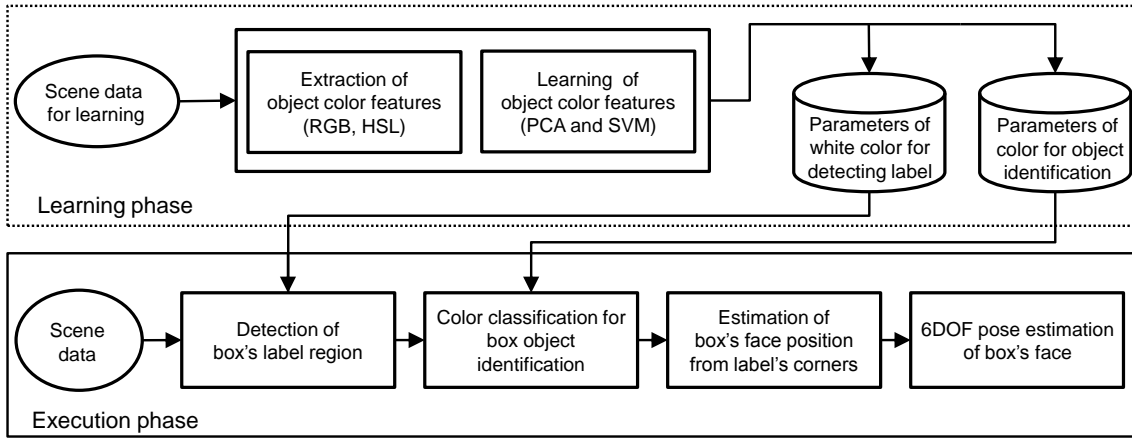 Scene data
for learning
Extraction of
object color features
(RGB, HSL)
Learning of
object color features
(PCA and SVM)
Parameters of
white color for
detecting label
Parameters of
color for object
identification
Learning phase
Scene
data
Detection of
box's label region
Color classification for
box object
identification
Estimation of
box's face position
from label's corners
6DOF pose estimation
of box's face
Execution phase